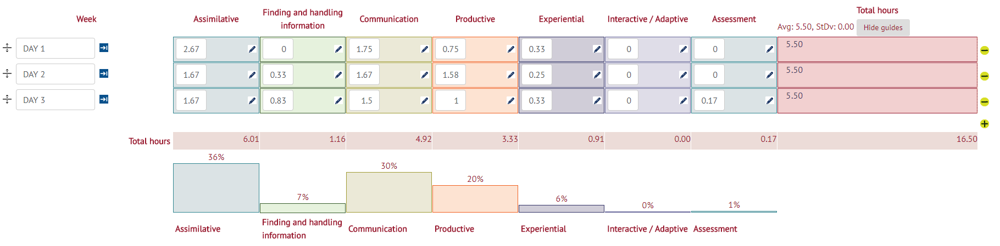 Week Assimilative Finding and handling information Communication Productive Experiential Interactive / Adaptive Assessment Total hours
Avg: 5.50, StDv: 0.00 Hide guides
DAY 1 2.67 0 1.75 0.75 0.33 0 0 5.50
DAY 2 1.67 0.33 1.67 1.58 0.25 0 0 5.50
DAY 3 1.67 0.83 1.5 1 0.33 0 0.17 5.50
Total hours 6.01 1.16 4.92 3.33 0.91 0.00 0.17 16.50
36% 7% 30% 20% 6% 0% 1%
Assimilative Finding and handling information Communication Productive Experiential Interactive / Adaptive Assessment